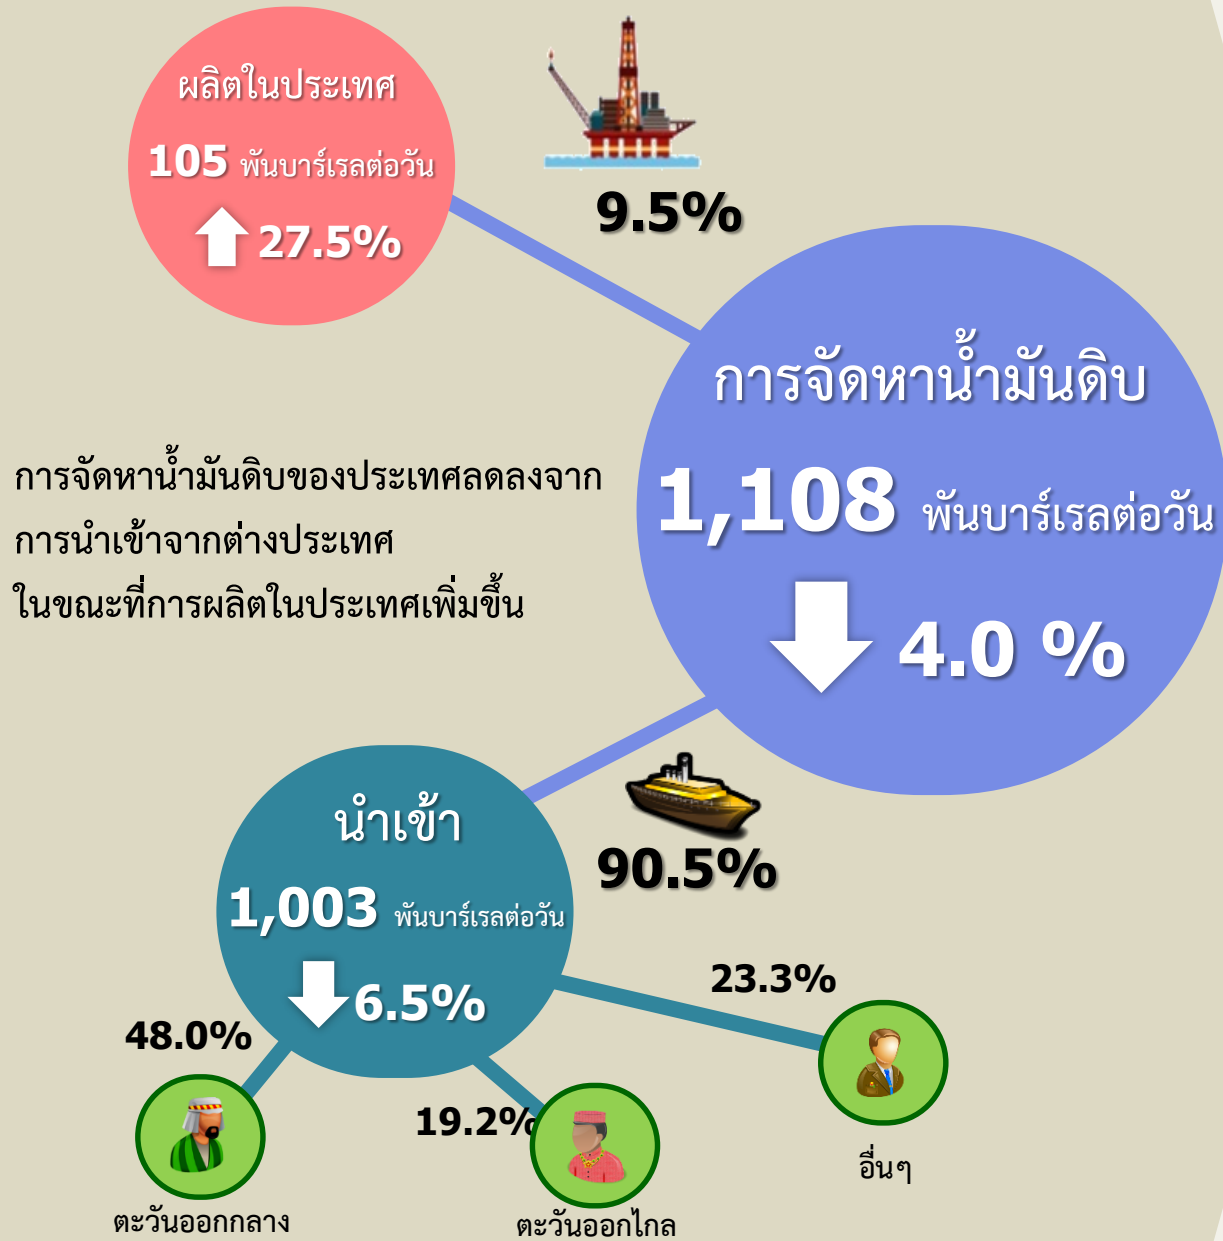 ผลิตในประเทศ
105 พันบาร์เรลต่อวัน
27.5%
9.5%
การจัดหาน้ำมันดิบ
1,108 พันบาร์เรลต่อวัน
4.0 %
การจัดหาน้ำมันดิบของประเทศลดลงจาก
การนำเข้าจากต่างประเทศ
ในขณะที่การผลิตในประเทศเพิ่มขึ้น
90.5%
นำเข้า
1,003 พันบาร์เรลต่อวัน
6.5%
48.0%
19.2%
23.3%
ตะวันออกกลาง
ตะวันออกไกล
อื่นๆ